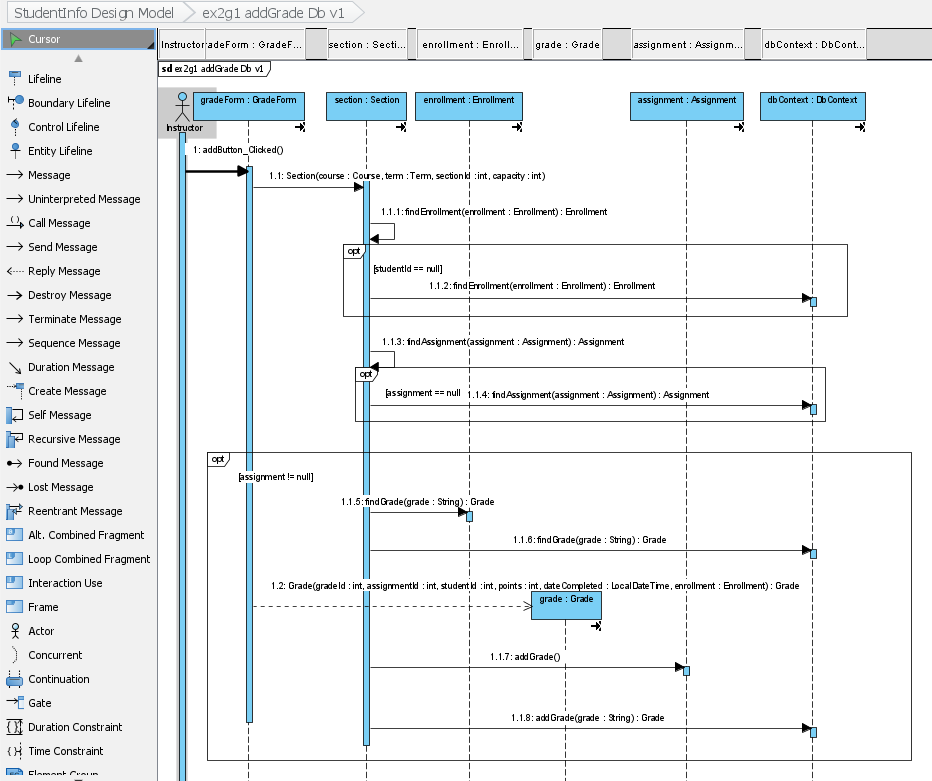 StudentInfo Design Model
ex2g1 addGrade Db v1
Cursor
Lifeline
Boundary Lifeline
Control Lifeline
Entity Lifeline
Message
Uninterpreted Message
Call Message
Send Message
Reply Message
Destroy Message
Terminate Message
Sequence Message
Duration Message
Create Message
Self Message
Recursive Message
Found Message
Lost Message
Reentrant Message
Alt. Combined Fragment
Loop Combined Fragment
Interaction Use
Frame
Actor
Concurrent
Continuation
Gate
Duration Constraint
Time Constraint
Element Group
Instructor
radeForm : GradeF...
section : Secti...
enrollment : Enroll...
grade : Grade
assignment : Assignm...
dbContext : DbCont...
sd ex2g1 addGrade Db v1
Instructor
gradeForm : GradeForm
section : Section
enrollment : Enrollment
assignment : Assignment
dbContext : DbContext
1: addButton_Clicked()
1.1: Section(course : Course, term : Term, sectionId : int, capacity : int)
1.1.1: findEnrollment(enrollment : Enrollment) : Enrollment
opt
[studentId == null]
1.1.2: findEnrollment(enrollment : Enrollment) : Enrollment
1.1.3: findAssignment(assignment : Assignment) : Assignment
opt
[assignment == null
1.1.4: findAssignment(assignment : Assignment) : Assignment
opt
[assignment != null]
1.1.5: findGrade(grade : String) : Grade
1.1.6: findGrade(grade : String) : Grade
1.2: Grade(gradeId : int, assignmentId : int, studentId : int, points : int, dateCompleted : LocalDateTime, enrollment : Enrollment) : Grade
grade : Grade
1.1.7: addGrade()
1.1.8: addGrade(grade : String) : Grade